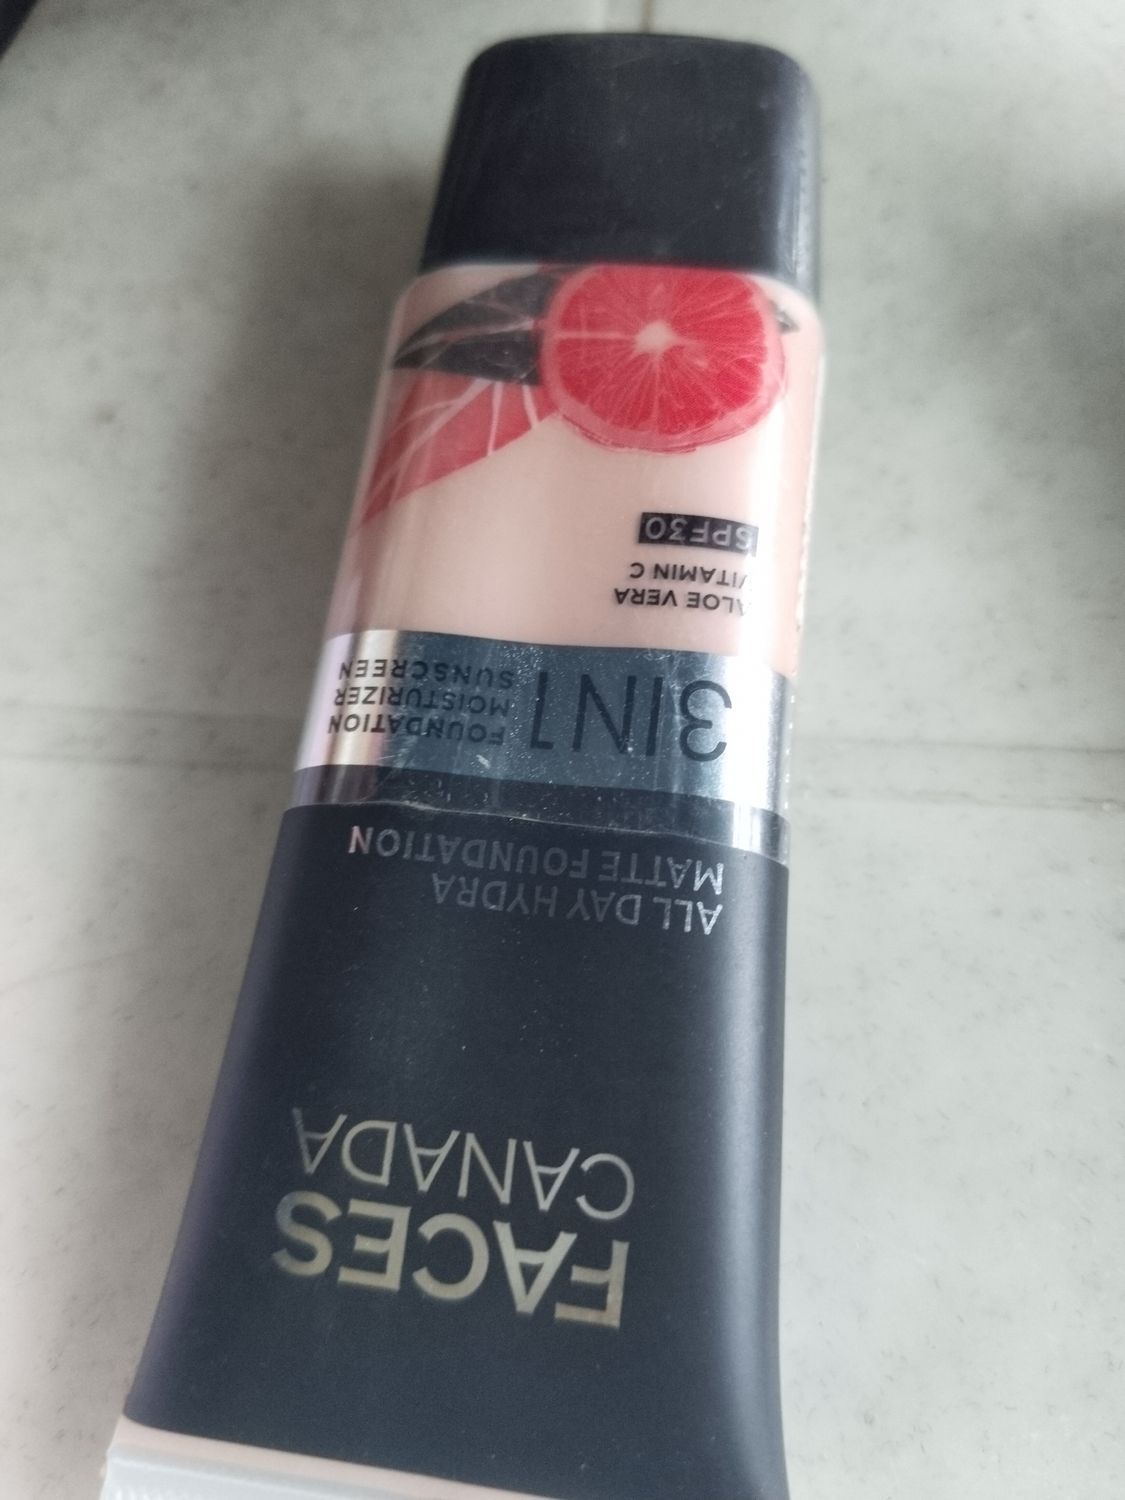 FACES
CANADA
ALL DAY HYDRA
MATTE FOUNDATION
3IN1
FOUNDATION
MOISTURIZER
SUNSCREEN
ALOE VERA
VITAMIN C
SPF30